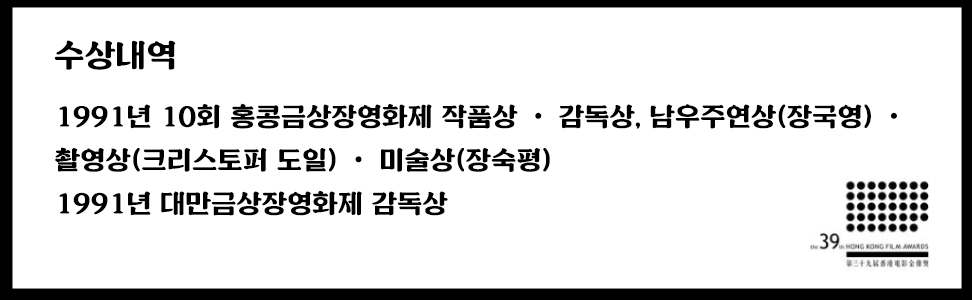 수상내역
1991년 10회 홍콩금상장영화제 작품상 · 감독상, 남우주연상(장국영) ·
촬영상(크리스토퍼 도일) · 미술상(장숙평)
1991년 대만금상장영화제 감독상
the 39th HONG KONG FILM AWARDS
第三十九屆香港電影金像獎